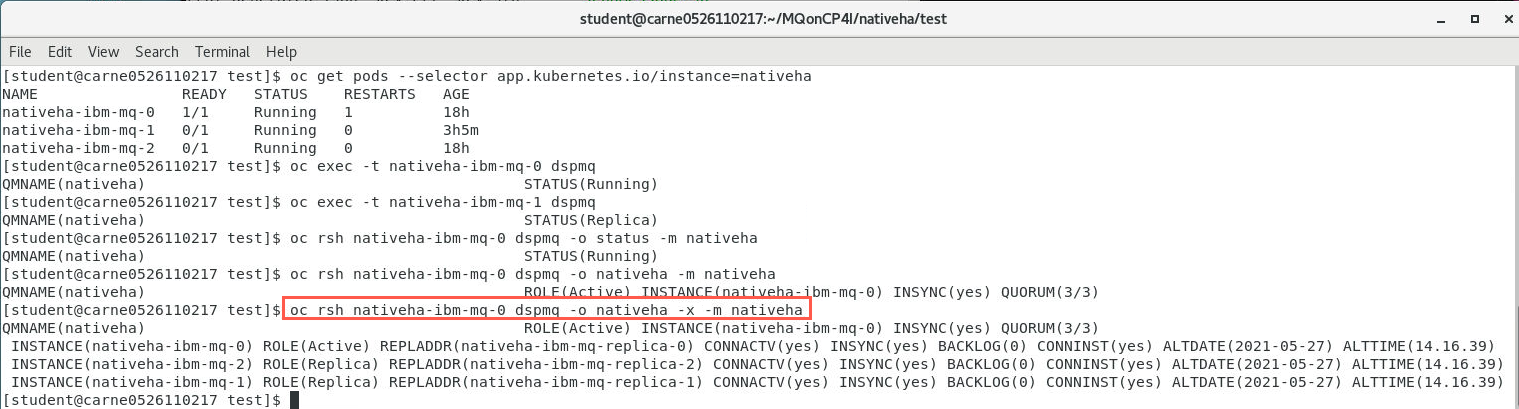 student@carne0526110217:~/MQonCP4I/nativeha/test
File Edit View Search Terminal Help
[student@carne0526110217 test]$ oc get pods --selector app.kubernetes.io/instance=nativeha
NAME READY STATUS RESTARTS AGE
nativeha-ibm-mq-0 1/1 Running 1 18h
nativeha-ibm-mq-1 0/1 Running 0 3h5m
nativeha-ibm-mq-2 0/1 Running 0 18h
[student@carne0526110217 test]$ oc exec -t nativeha-ibm-mq-0 dspmq
QMNAME(nativeha) STATUS(Running)
[student@carne0526110217 test]$ oc exec -t nativeha-ibm-mq-1 dspmq
QMNAME(nativeha) STATUS(Replica)
[student@carne0526110217 test]$ oc rsh nativeha-ibm-mq-0 dspmq -o status -m nativeha
QMNAME(nativeha) STATUS(Running)
[student@carne0526110217 test]$ oc rsh nativeha-ibm-mq-0 dspmq -o nativeha -m nativeha
QMNAME(nativeha) ROLE(Active) INSTANCE(nativeha-ibm-mq-0) INSYNC(yes) QUORUM(3/3)
[student@carne0526110217 test]$ oc rsh nativeha-ibm-mq-0 dspmq -o nativeha -x -m nativeha
QMNAME(nativeha) ROLE(Active) INSTANCE(nativeha-ibm-mq-0) INSYNC(yes) QUORUM(3/3)
INSTANCE(nativeha-ibm-mq-0) ROLE(Active) REPLADDR(nativeha-ibm-mq-replica-0) CONNACTV(yes) INSYNC(yes) BACKLOG(0) CONNINST(yes) ALTDATE(2021-05-27) ALTTIME(14.16.39)
INSTANCE(nativeha-ibm-mq-2) ROLE(Replica) REPLADDR(nativeha-ibm-mq-replica-2) CONNACTV(yes) INSYNC(yes) BACKLOG(0) CONNINST(yes) ALTDATE(2021-05-27) ALTTIME(14.16.39)
INSTANCE(nativeha-ibm-mq-1) ROLE(Replica) REPLADDR(nativeha-ibm-mq-replica-1) CONNACTV(yes) INSYNC(yes) BACKLOG(0) CONNINST(yes) ALTDATE(2021-05-27) ALTTIME(14.16.39)
[student@carne0526110217 test]$